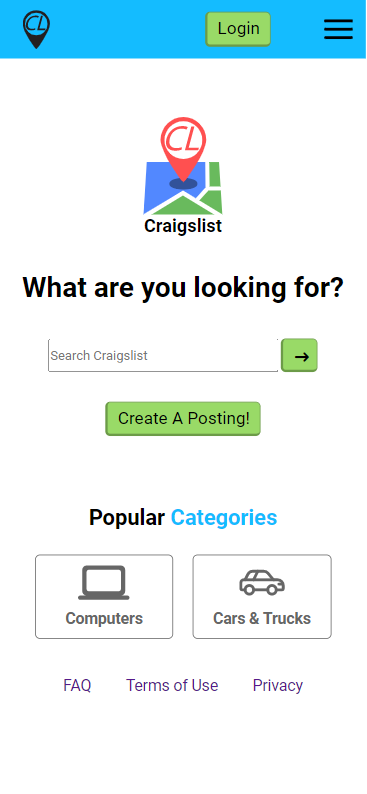 CL
Login
CL
Craigslist
What are you looking for?
Search Craigslist
→
Create A Posting!
Popular Categories
Computers
Cars & Trucks
FAQ Terms of Use Privacy